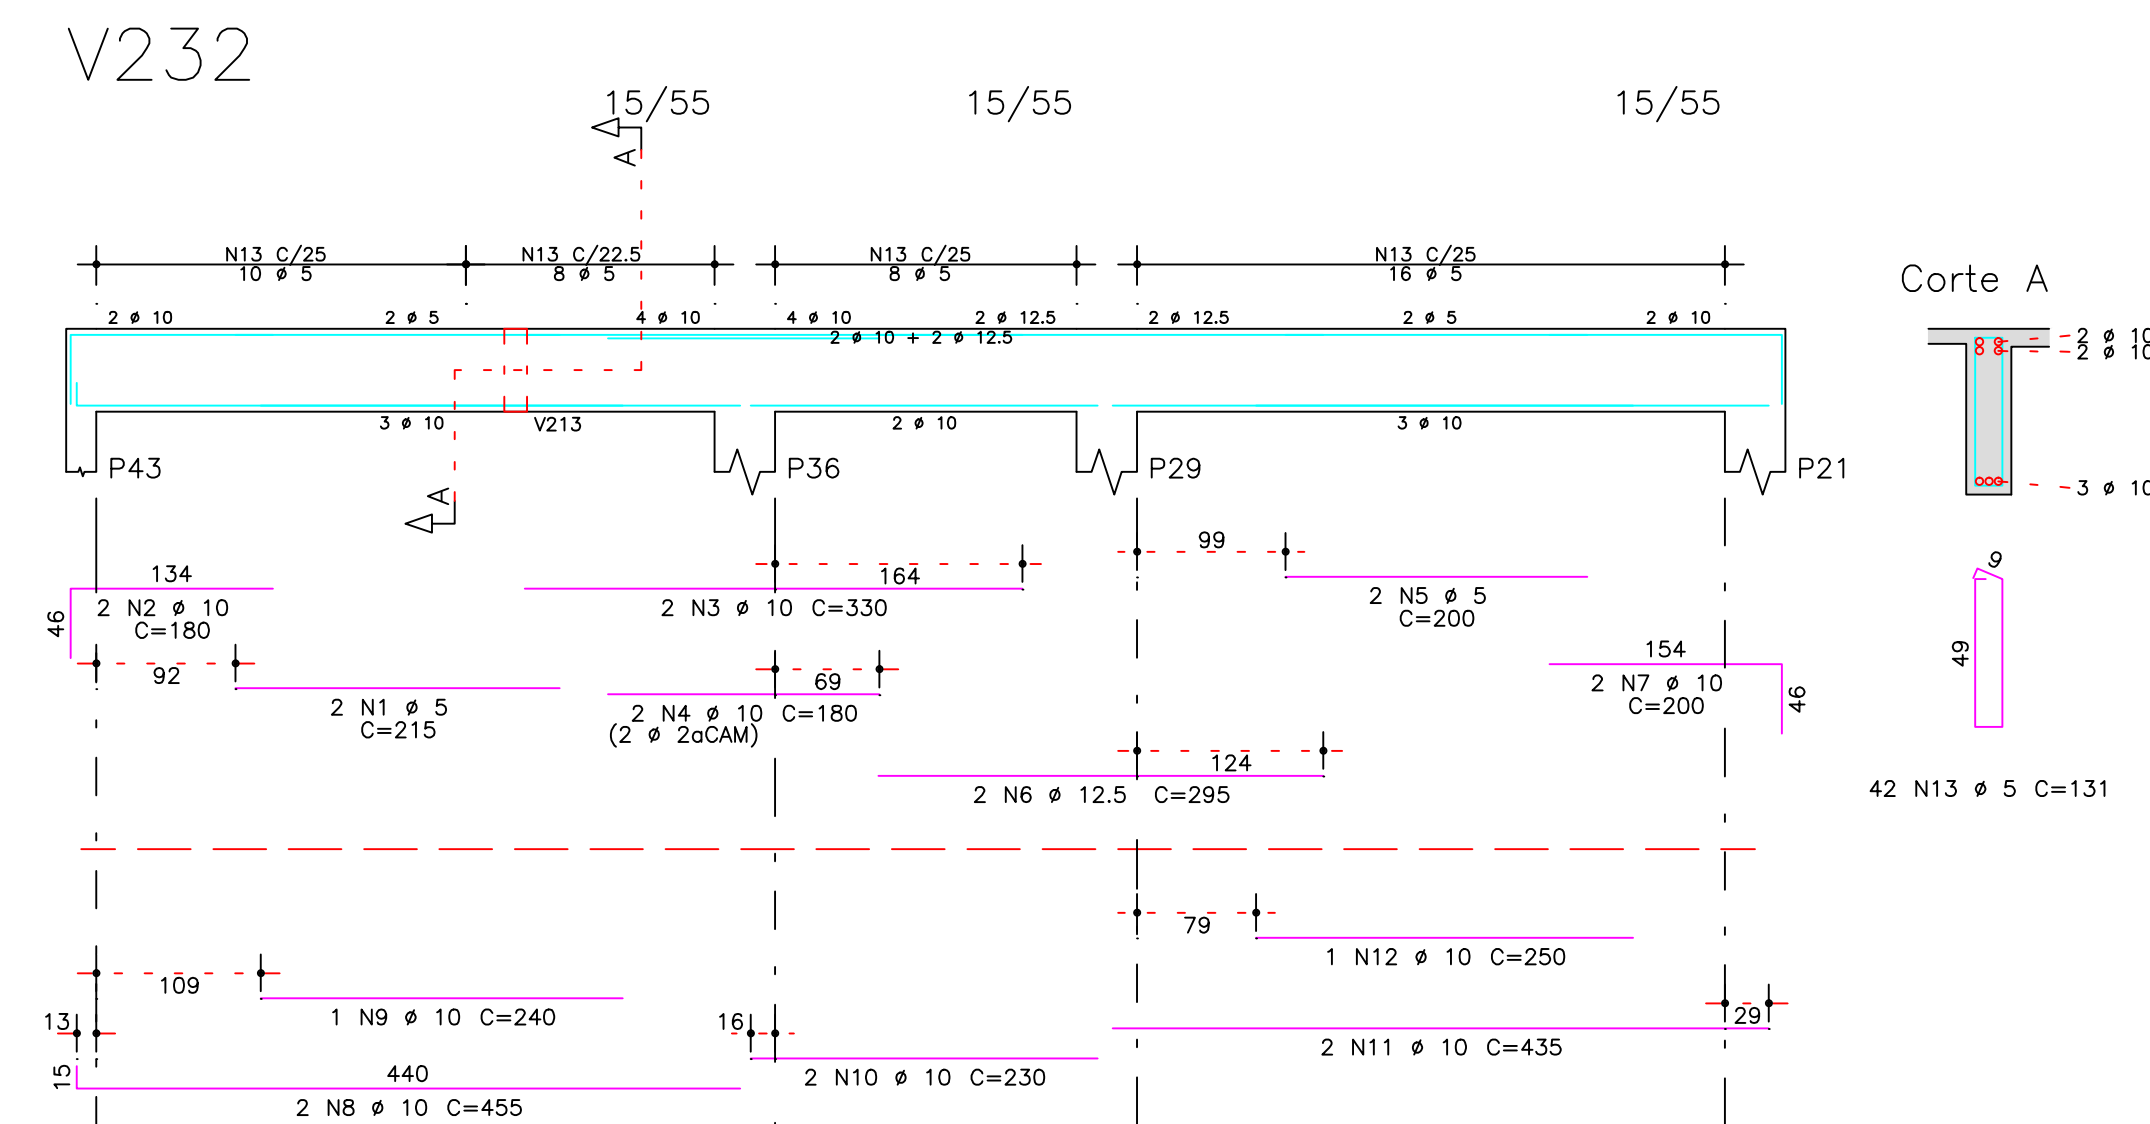 V232
15/55 15/55 15/55
A
N13 C/25 N13 C/22.5 N13 C/25 N13 C/25
10 ø 5 8 ø 5 8 ø 5 16 ø 5
Corte A
2 ø 10 2 ø 5 4 ø 10 4 ø 10 2 ø 12.5 2 ø 12.5 2 ø 5 2 ø 10
2 ø 10 + 2 ø 12.5
2 ø 10
2 ø 10
3 ø 10 V213 2 ø 10 3 ø 10
P43 P36 P29 P21
A
3 ø 10
99
134 164
9
2 N2 ø 10 2 N3 ø 10 C=330 2 N5 ø 5
46
C=180 C=200
154
49
92 69
2 N7 ø 10
46
2 N1 ø 5 2 N4 ø 10 C=180 C=200
C=215 (2 ø 2aCAM)
124
2 N6 ø 12.5 C=295
42 N13 ø 5 C=131
79
1 N12 ø 10 C=250
109
1 N9 ø 10 C=240
13 16 29
2 N11 ø 10 C=435
15
440
2 N10 ø 10 C=230
2 N8 ø 10 C=455